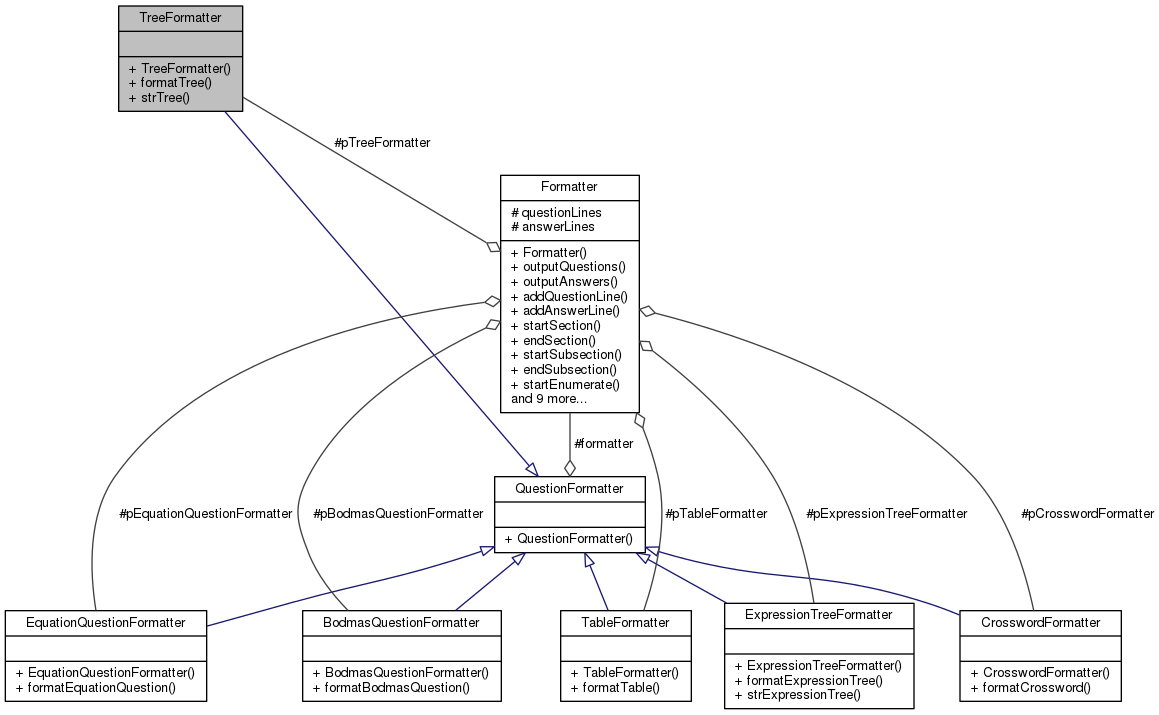 TreeFormatter
+ TreeFormatter()
+ formatTree()
+ strTree()
#pTreeFormatter
Formatter
# questionLines
# answerLines
+ Formatter()
+ outputQuestions()
+ outputAnswers()
+ addQuestionLine()
+ addAnswerLine()
+ startSection()
+ endSection()
+ startSubsection()
+ endSubsection()
+ startEnumerate()
and 9 more...
#formatter
QuestionFormatter
+ QuestionFormatter()
#pEquationQuestionFormatter
#pBodmasQuestionFormatter
#pTableFormatter
#pExpressionTreeFormatter
#pCrosswordFormatter
EquationQuestionFormatter
+ EquationQuestionFormatter()
+ formatEquationQuestion()
BodmasQuestionFormatter
+ BodmasQuestionFormatter()
+ formatBodmasQuestion()
TableFormatter
+ TableFormatter()
+ formatTable()
ExpressionTreeFormatter
+ ExpressionTreeFormatter()
+ formatExpressionTree()
+ strExpressionTree()
CrosswordFormatter
+ CrosswordFormatter()
+ formatCrossword()